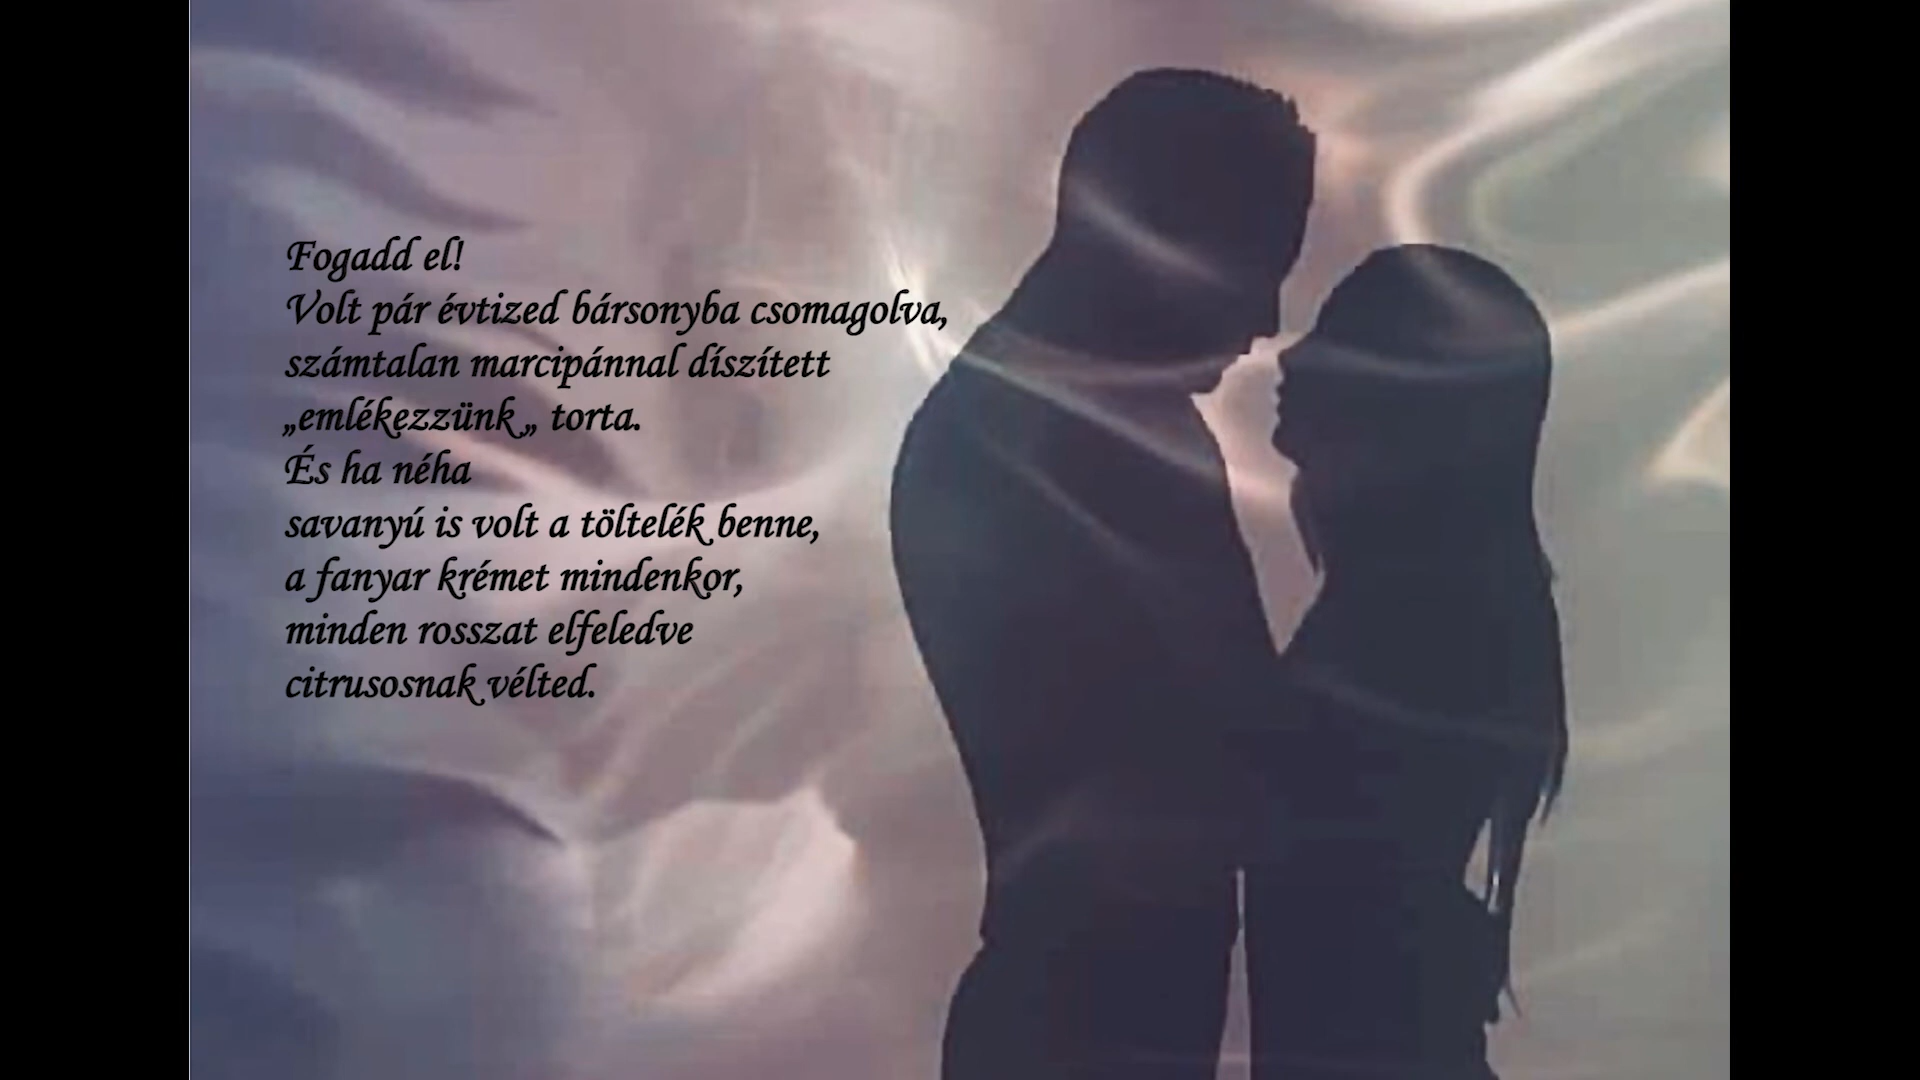 Fogadd el!
Volt pár évtized bársonyba csomagolva,
számtalan marcipánnal díszített
„emlékezzünk„ torta.
És ha néha
savanyú is volt a töltelék benne,
a fanyar krémet mindenkor,
minden rosszat elfeledve
citrusosnak vélted.